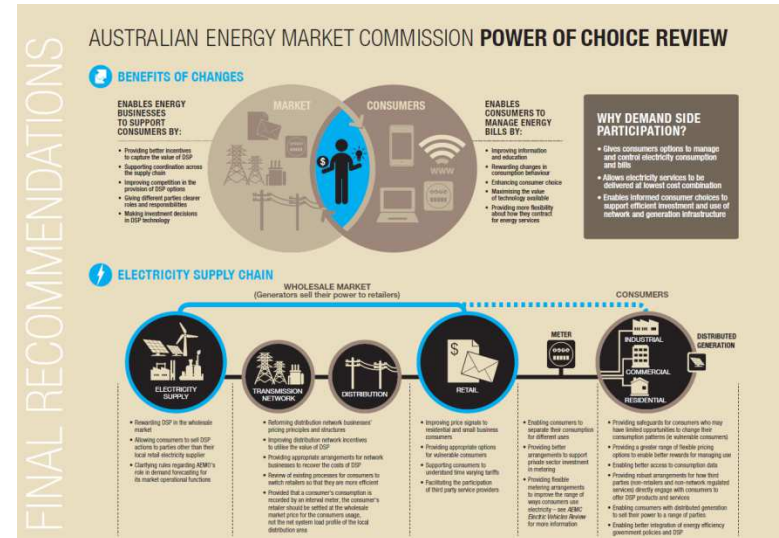 FINAL RECOMMENDATIONS
AUSTRALIAN ENERGY MARKET COMMISSION POWER OF CHOICE REVIEW
BENEFITS OF CHANGES
ENABLES ENERGY
BUSINESSES
TO SUPPORT
CONSUMERS BY:
• Providing better incentives
to capture the value of DSP
• Supporting coordination across
the supply chain
• Improving competition in the
provision of DSP options
• Giving different parties clearer
roles and responsibilities
• Making investment decisions
in DSP technology
MARKET
CONSUMERS
$
WWW
ENABLES
CONSUMERS TO
MANAGE ENERGY
BILLS BY:
• Improving information
and education
• Rewarding changes in
consumption behaviour
• Enhancing consumer choice
• Maximising the value
of technology available
• Providing more flexibility
about how they contract
for energy services
WHY DEMAND SIDE
PARTICIPATION?
• Gives consumers options to manage
and control electricity consumption
and bills
• Allows electricity services to be
delivered at lowest cost combination
• Enables informed consumer choices to
support efficient investment and use of
network and generation infrastructure
ELECTRICITY SUPPLY CHAIN
WHOLESALE MARKET
(Generators sell their power to retailers)
CONSUMERS
ELECTRICITY
SUPPLY
TRANSMISSION
NETWORK
DISTRIBUTION
$
RETAIL
METER
INDUSTRIAL
COMMERCIAL
RESIDENTIAL
DISTRIBUTED
GENERATION
• Rewarding DSP in the wholesale
market
• Allowing consumers to sell DSP
actions to parties other than their
local retail electricity supplier
• Clarifying rules regarding AEMO's
role in demand forecasting for
its market operational functions
• Reforming distribution network businesses'
pricing principles and structures
• Improving distribution network incentives
to utilise the value of DSP
• Providing appropriate arrangements for network
businesses to recover the costs of DSP
• Review of existing processes for consumers to
switch retailers so that they are more efficient
• Provided that a consumer's consumption is
recorded by an interval meter, the consumer's
retailer should be settled at the wholesale
market price for the consumers usage,
not the net system load profile of the local
distribution area
• Improving price signals to
residential and small business
consumers
• Providing appropriate options
for vulnerable consumers
• Supporting consumers to
understand time varying tariffs
• Facilitating the participation
of third party service providers
• Enabling consumers to
separate their consumption
for different uses
• Providing better
arrangements to support
private sector investment
in metering
• Providing flexible
metering arrangements
to improve the range of
ways consumers use
electricity – see AEMC
Electric Vehicles Review
for more information
• Providing safeguards for consumers who may
have limited opportunities to change their
consumption patterns (ie vulnerable consumers)
• Providing a greater range of flexible pricing
options to enable better rewards for managing use
• Enabling better access to consumption data
• Providing robust arrangements for how third
parties (non-retailers and non-network regulated
services) directly engage with consumers to
offer DSP products and services
• Enabling consumers with distributed generation
to sell their power to a range of parties
• Enabling better integration of energy efficiency
government policies and DSP